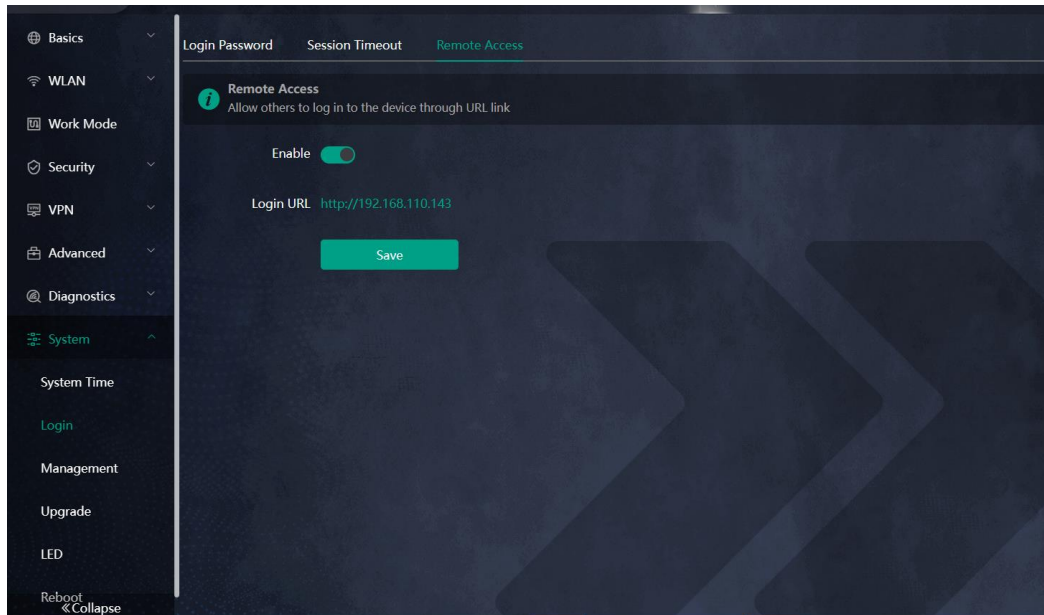 Basics
WLAN
Work Mode
Security
VPN
Advanced
Diagnostics
System
System Time
Login
Management
Upgrade
LED
Reboot
«Collapse
Login Password Session Timeout Remote Access
Remote Access
Allow others to log in to the device through URL link
Enable
Login URL http://192.168.110.143
Save